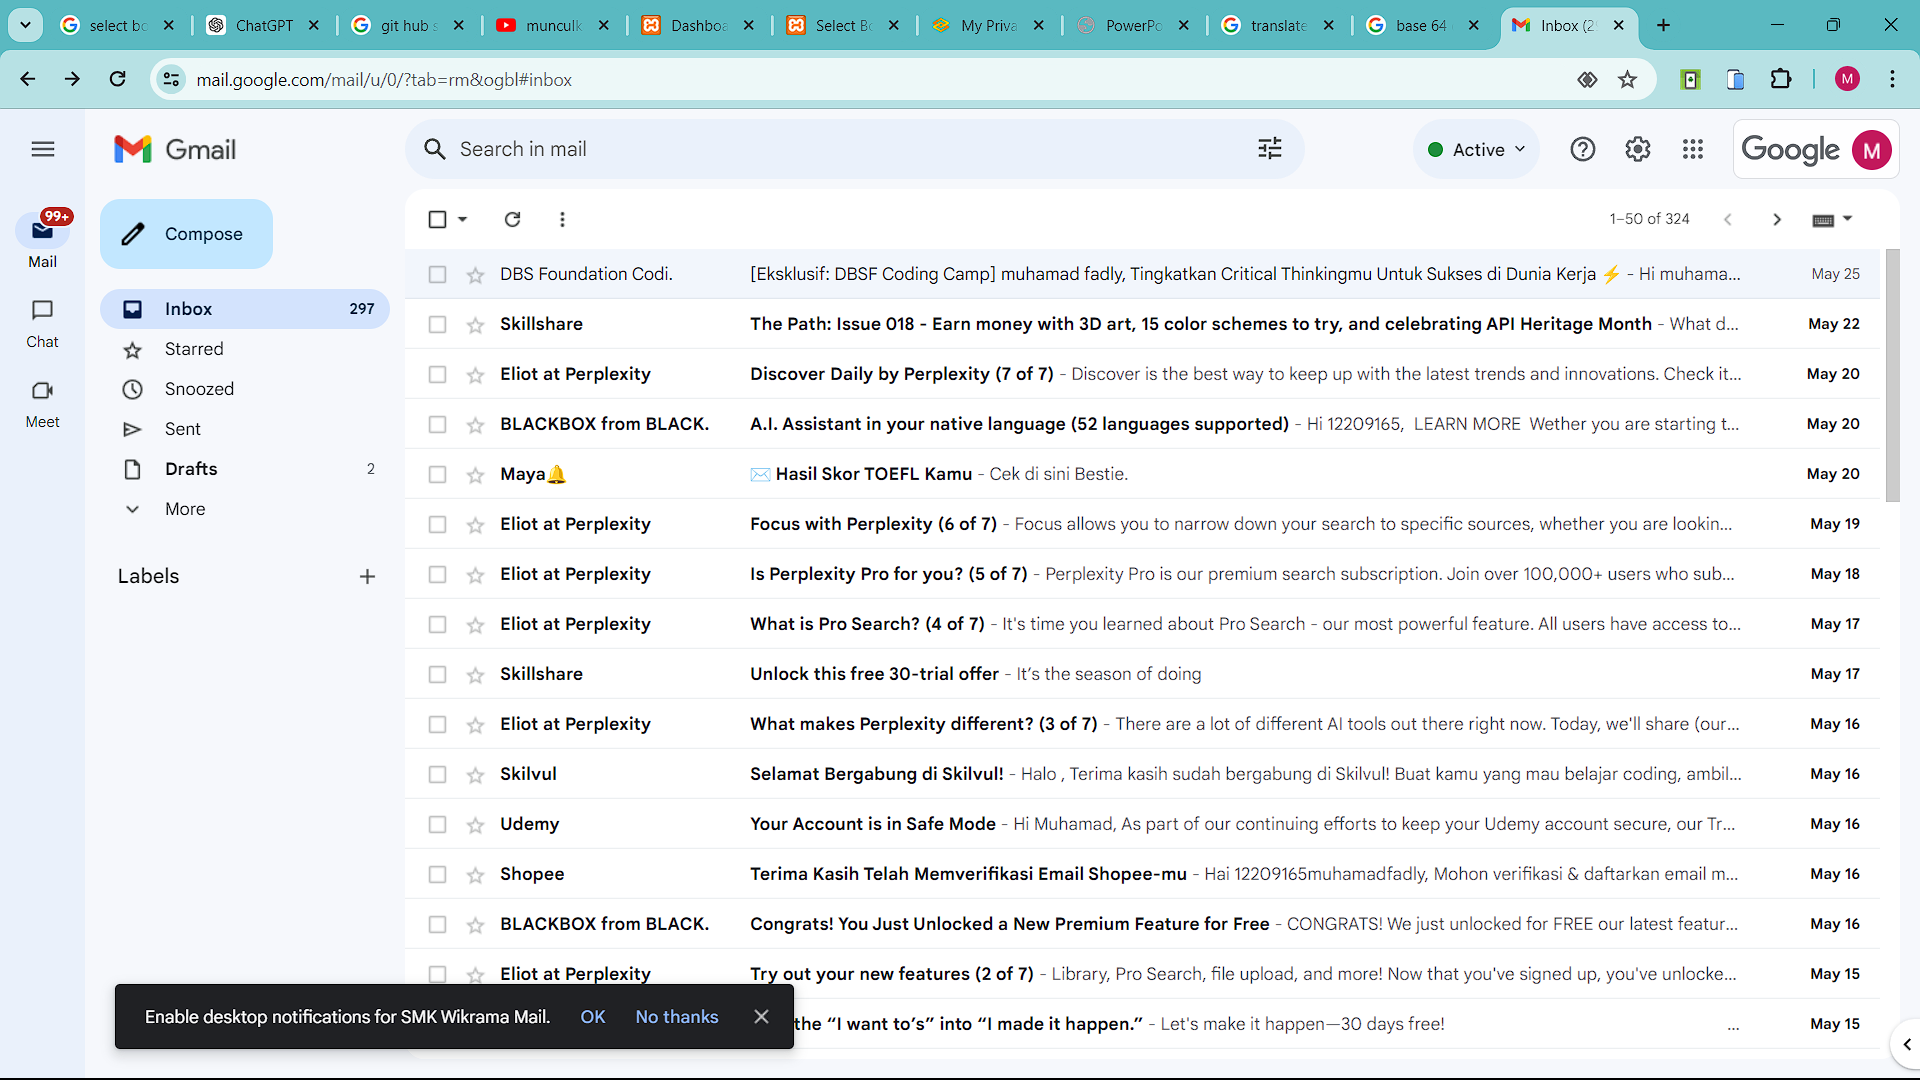 select bo
ChatGPT
git hub s
munculk
Dashboa
Select Bo
My Priva
PowerPo
translate
base 64
Inbox (29
mail.google.com/mail/u/0/?tab=rm&ogbl#inbox
M
Gmail
Search in mail
Active
Google
M
99+
Mail
Chat
Meet
Compose
Inbox 297
Starred
Snoozed
Sent
Drafts 2
More
Labels
1–50 of 324
DBS Foundation Codi. [Eksklusif: DBSF Coding Camp] muhamad fadly, Tingkatkan Critical Thinkingmu Untuk Sukses di Dunia Kerja ⚡ - Hi muhama... May 25
Skillshare The Path: Issue 018 - Earn money with 3D art, 15 color schemes to try, and celebrating API Heritage Month - What d... May 22
Eliot at Perplexity Discover Daily by Perplexity (7 of 7) - Discover is the best way to keep up with the latest trends and innovations. Check it... May 20
BLACKBOX from BLACK. A.I. Assistant in your native language (52 languages supported) - Hi 12209165, LEARN MORE Wether you are starting t... May 20
Maya🔔 ✉️ Hasil Skor TOEFL Kamu - Cek di sini Bestie. May 20
Eliot at Perplexity Focus with Perplexity (6 of 7) - Focus allows you to narrow down your search to specific sources, whether you are lookin... May 19
Eliot at Perplexity Is Perplexity Pro for you? (5 of 7) - Perplexity Pro is our premium search subscription. Join over 100,000+ users who sub... May 18
Eliot at Perplexity What is Pro Search? (4 of 7) - It's time you learned about Pro Search - our most powerful feature. All users have access to... May 17
Skillshare Unlock this free 30-trial offer - It’s the season of doing May 17
Eliot at Perplexity What makes Perplexity different? (3 of 7) - There are a lot of different AI tools out there right now. Today, we'll share (our... May 16
Skilvul Selamat Bergabung di Skilvul! - Halo , Terima kasih sudah bergabung di Skilvul! Buat kamu yang mau belajar coding, ambil... May 16
Udemy Your Account is in Safe Mode - Hi Muhamad, As part of our continuing efforts to keep your Udemy account secure, our Tr... May 16
Shopee Terima Kasih Telah Memverifikasi Email Shopee-mu - Hai 12209165muhamadfadly, Mohon verifikasi & daftarkan email m... May 16
BLACKBOX from BLACK. Congrats! You Just Unlocked a New Premium Feature for Free - CONGRATS! We just unlocked for FREE our latest featur... May 16
Eliot at Perplexity Try out your new features (2 of 7) - Library, Pro Search, file upload, and more! Now that you've signed up, you've unlocke... May 15
the “I want to’s” into “I made it happen.” - Let's make it happen—30 days free! ... May 15
Enable desktop notifications for SMK Wikrama Mail. OK No thanks